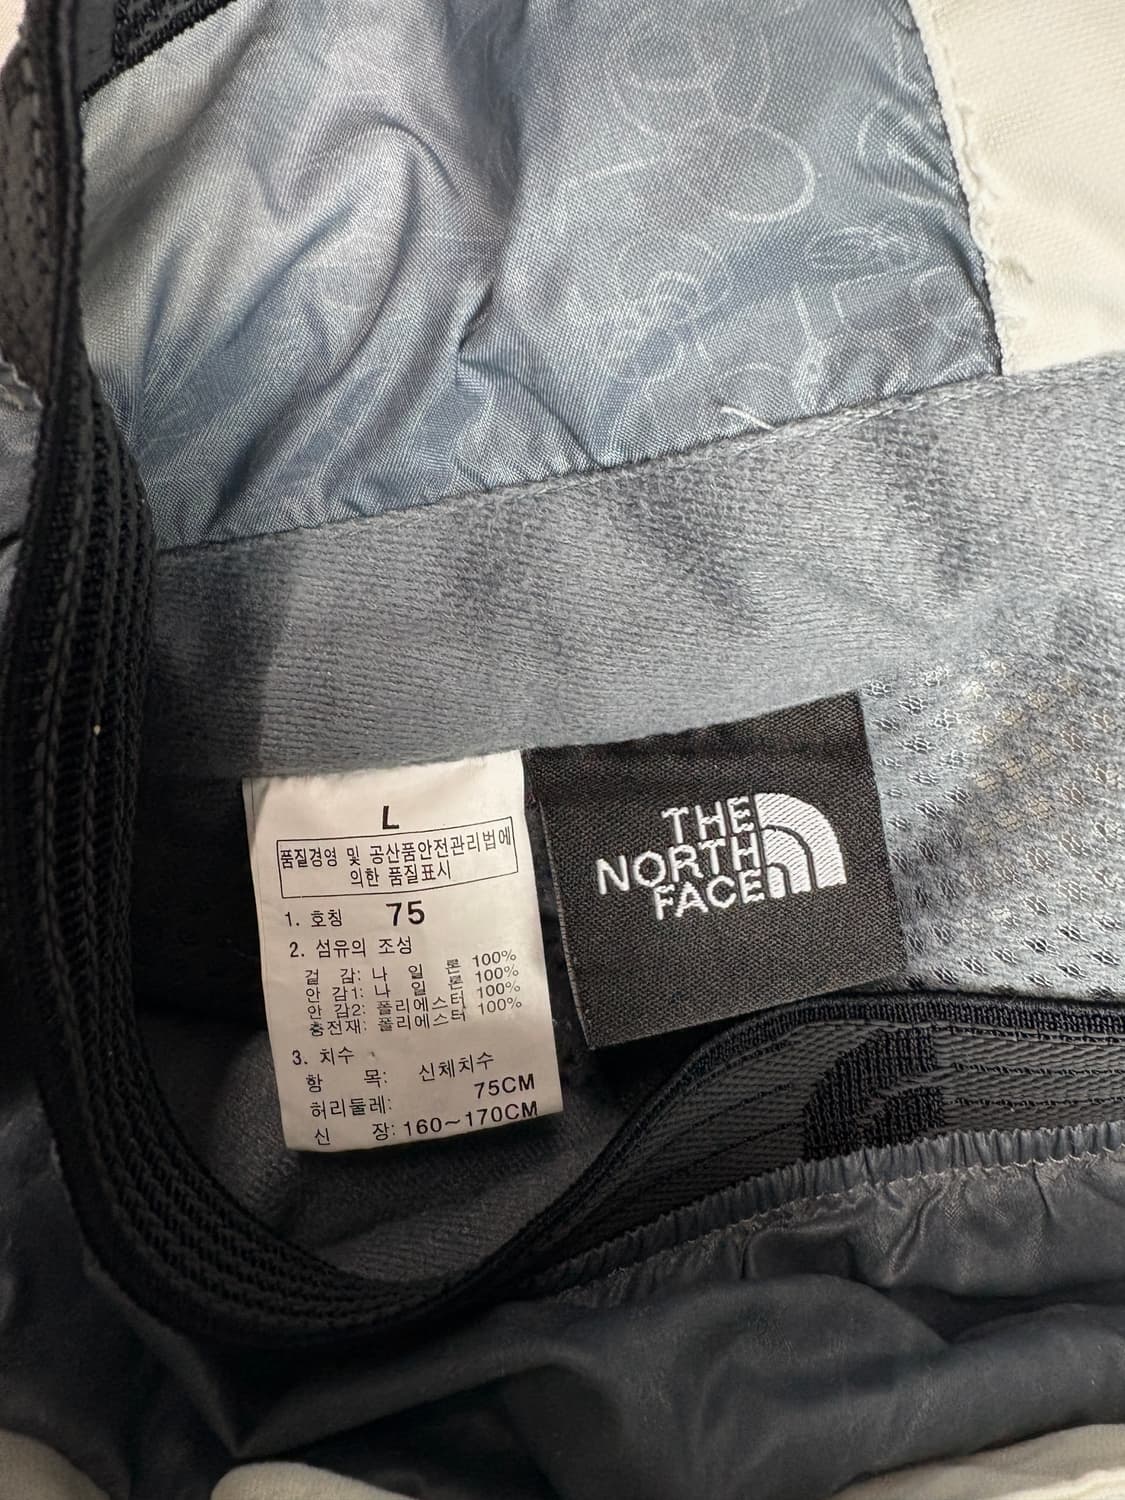 L
품질경영 및 공산품안전관리법에
의한 품질표시
1. 호칭 75
2. 섬유의 조성
겉 감: 나 일 론 100%
안 감1: 나 일 론 100%
안 감2: 폴리에스터 100%
충전재: 폴리에스터 100%
3. 치수
항 목: 신체치수
허리둘레: 75CM
신 장: 160~170CM
THE
NORTH
FACE